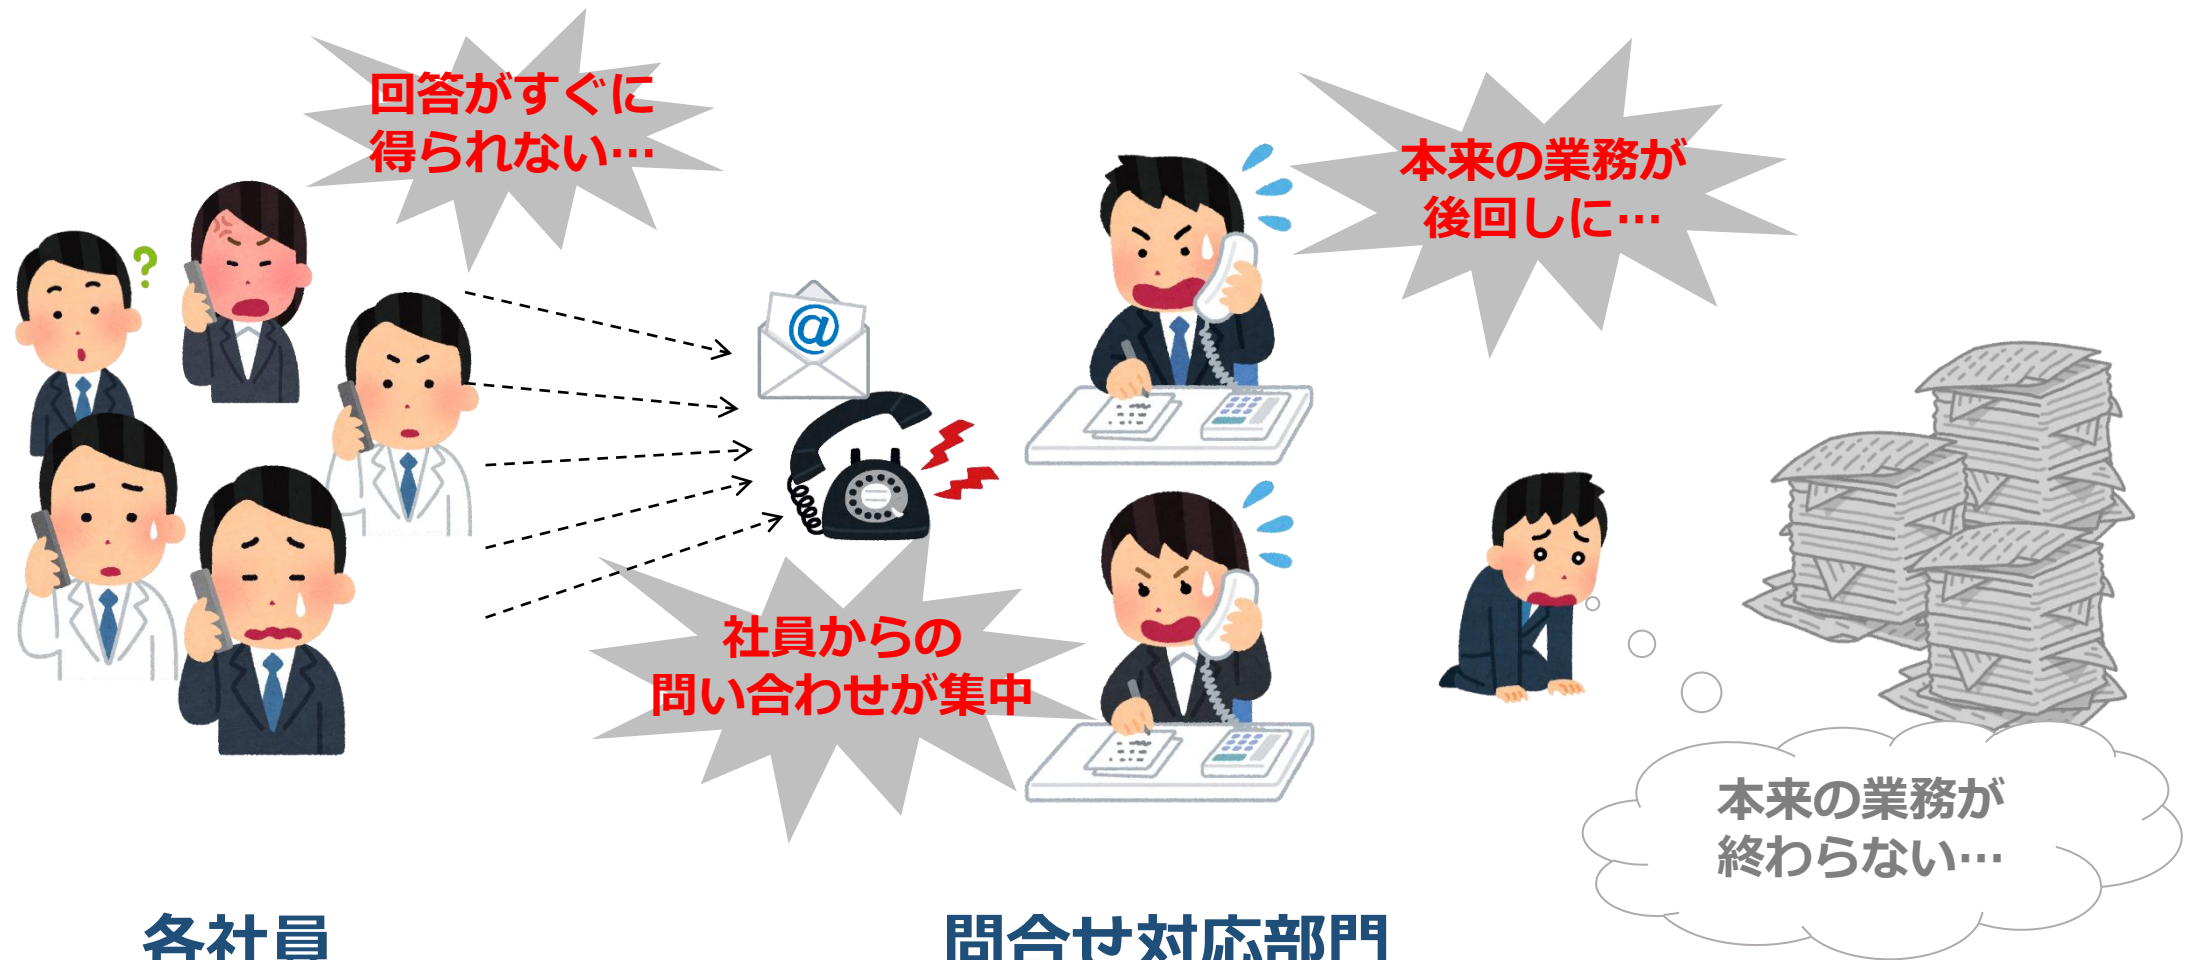 回答がすぐに
得られない…
本来の業務が
後回しに…
?
@
社員からの
問い合わせが集中
本来の業務が
終わらない…
各社員
問合せ対応部門